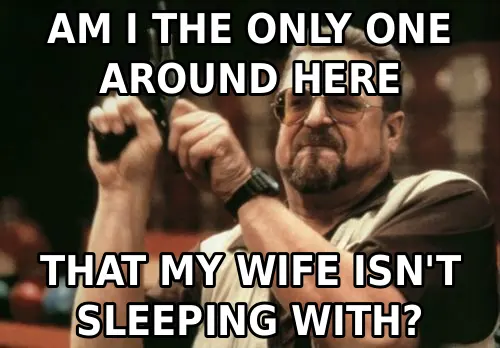 AM I THE ONLY ONE
AROUND HERE
THAT MY WIFE ISN'T
SLEEPING WITH?